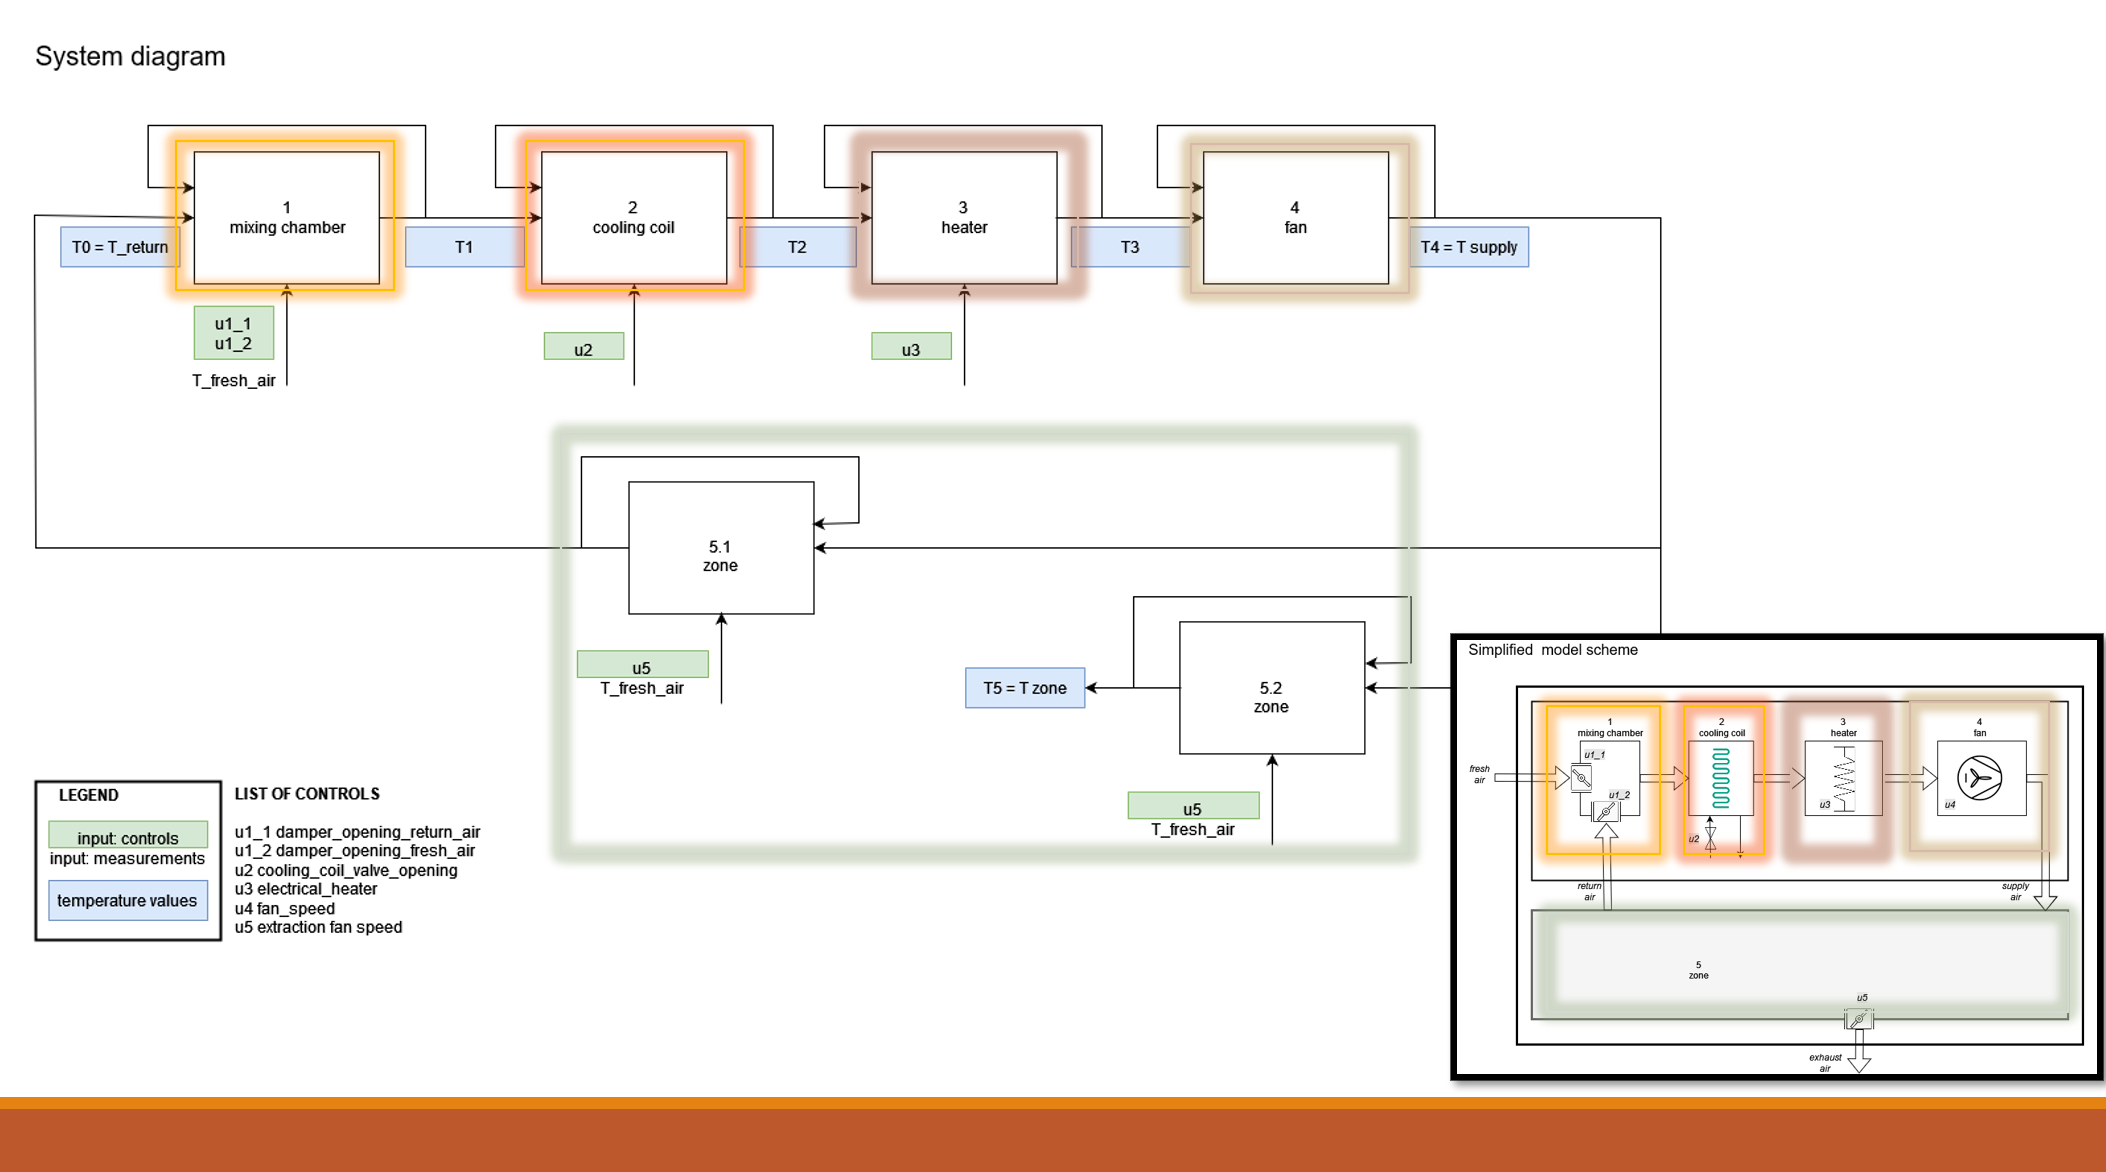 System diagram
1
mixing chamber
2
cooling coil
3
heater
4
fan
T0 = T_return
T1
T2
T3
T4 = T supply
u1_1
u1_2
T_fresh_air
u2
u3
5.1
zone
u5
T_fresh_air
T5 = T zone
5.2
zone
u5
T_fresh_air
LEGEND
input: controls
input: measurements
temperature values
LIST OF CONTROLS
u1_1 damper_opening_return_air
u1_2 damper_opening_fresh_air
u2 cooling_coil_valve_opening
u3 electrical_heater
u4 fan_speed
u5 extraction fan speed
Simplified model scheme
1
mixing chamber
2
cooling coil
3
heater
4
fan
fresh
air
u1_1
u1_2
u2
u3
u4
return
air
supply
air
5
zone
u5
exhaust
air